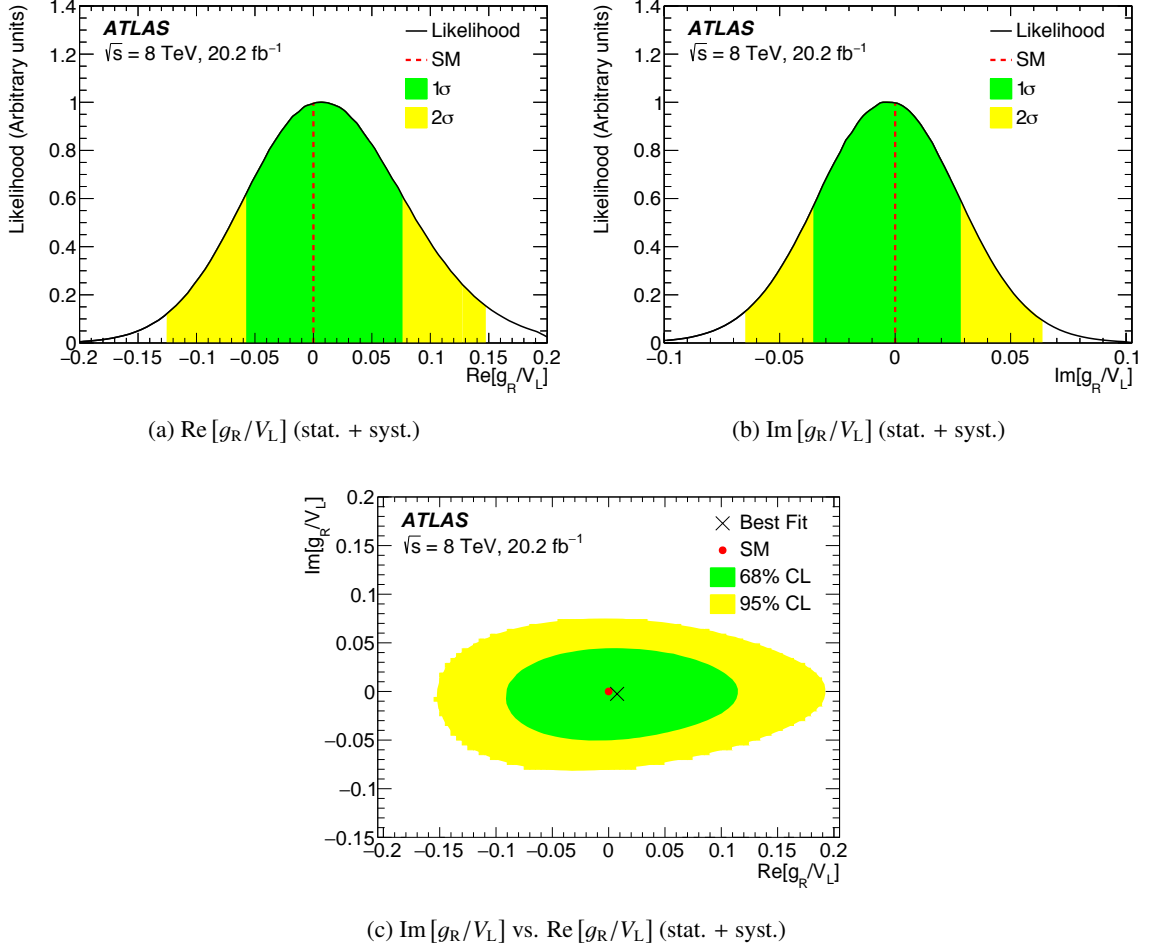 Likelihood (Arbitrary units)
1.4
1.2
1
0.8
0.6
0.4
0.2
0
ATLAS
√s = 8 TeV, 20.2 fb⁻¹
Likelihood
SM
1σ
2σ
−0.2 −0.15 −0.1 −0.05 0 0.05 0.1 0.15 0.2
Re[g_R/V_L]
(a) Re [g_R/V_L] (stat. + syst.)
Likelihood (Arbitrary units)
1.4
1.2
1
0.8
0.6
0.4
0.2
0
ATLAS
√s = 8 TeV, 20.2 fb⁻¹
Likelihood
SM
1σ
2σ
−0.1 −0.05 0 0.05 0.1
Im[g_R/V_L]
(b) Im [g_R/V_L] (stat. + syst.)
Im[g_R/V_L]
0.2
0.15
0.1
0.05
0
−0.05
−0.1
−0.15
ATLAS
√s = 8 TeV, 20.2 fb⁻¹
Best Fit
SM
68% CL
95% CL
−0.2 −0.15 −0.1 −0.05 0 0.05 0.1 0.15 0.2
Re[g_R/V_L]
(c) Im [g_R/V_L] vs. Re [g_R/V_L] (stat. + syst.)